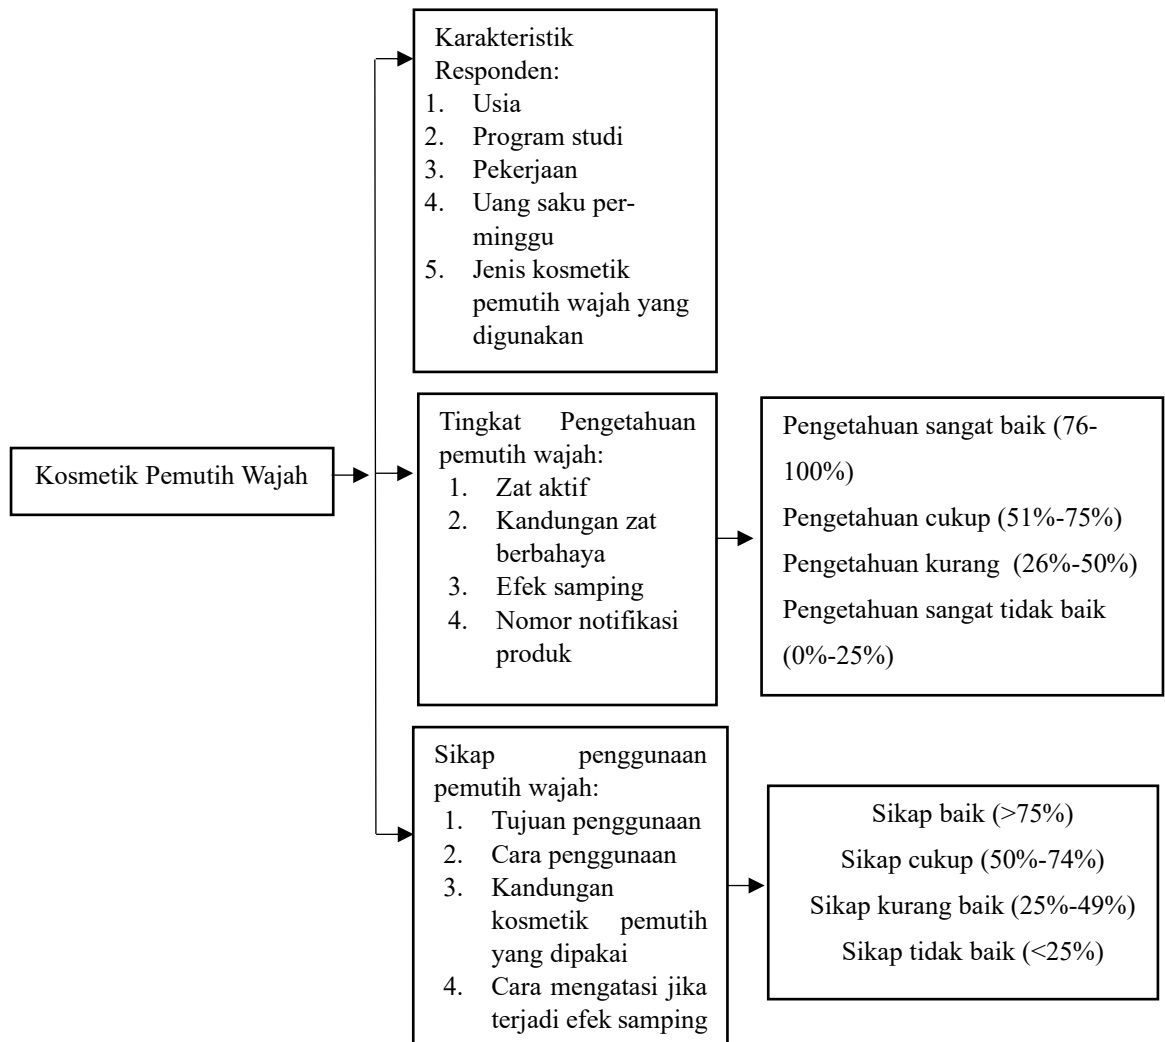 Karakteristik
Responden:
1. Usia
2. Program studi
3. Pekerjaan
4. Uang saku per-
minggu
5. Jenis kosmetik
pemutih wajah yang
digunakan
Kosmetik Pemutih Wajah
Tingkat Pengetahuan
pemutih wajah:
1. Zat aktif
2. Kandungan zat
berbahaya
3. Efek samping
4. Nomor notifikasi
produk
Pengetahuan sangat baik (76-
100%)
Pengetahuan cukup (51%-75%)
Pengetahuan kurang (26%-50%)
Pengetahuan sangat tidak baik
(0%-25%)
Sikap penggunaan
pemutih wajah:
1. Tujuan penggunaan
2. Cara penggunaan
3. Kandungan
kosmetik pemutih
yang dipakai
4. Cara mengatasi jika
terjadi efek samping
Sikap baik (>75%)
Sikap cukup (50%-74%)
Sikap kurang baik (25%-49%)
Sikap tidak baik (<25%)